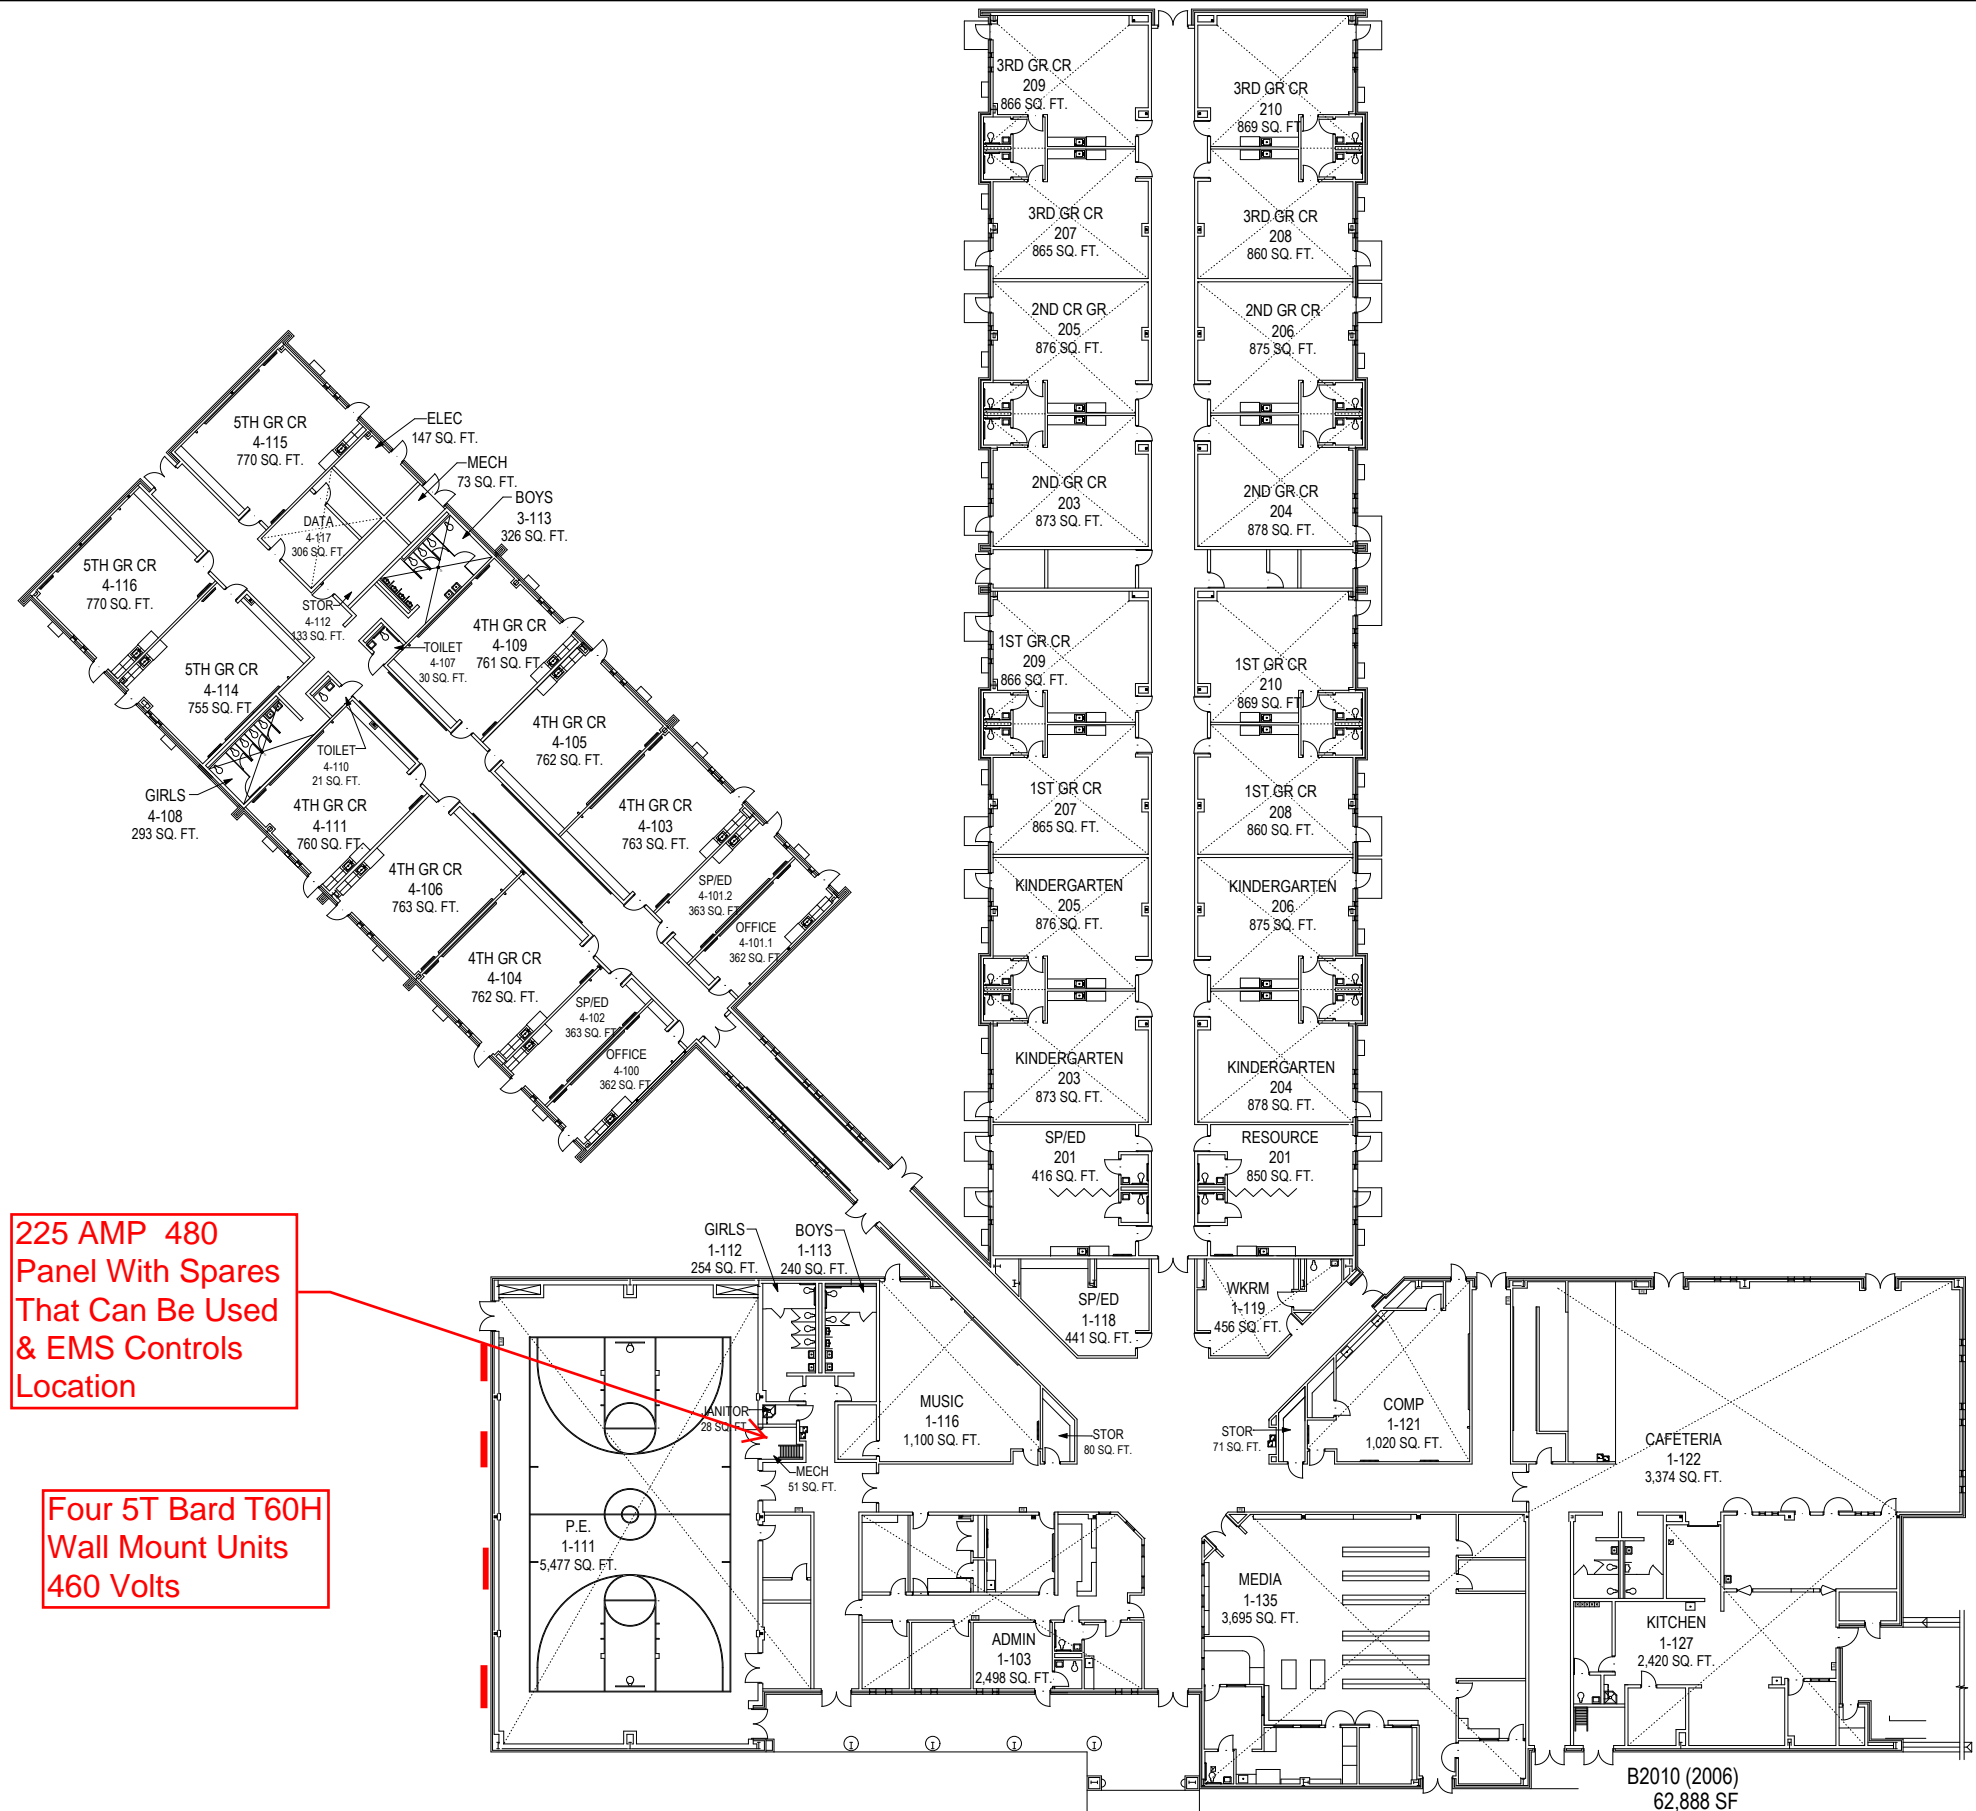 3RD GR CR
209
866 SQ. FT.
3RD GR CR
210
869 SQ. FT
3RD GR CR
207
865 SQ. FT.
3RD GR CR
208
860 SQ. FT.
2ND CR GR
205
876 SQ. FT.
2ND GR CR
206
875 SQ. FT.
2ND GR CR
203
873 SQ. FT.
2ND GR CR
204
878 SQ. FT.
1ST GR CR
209
866 SQ. FT.
1ST GR CR
210
869 SQ. FT
1ST GR CR
207
865 SQ. FT.
1ST GR CR
208
860 SQ. FT.
KINDERGARTEN
205
876 SQ. FT.
KINDERGARTEN
206
875 SQ. FT.
KINDERGARTEN
203
873 SQ. FT.
KINDERGARTEN
204
878 SQ. FT.
SP/ED
201
416 SQ. FT.
RESOURCE
201
850 SQ. FT.
5TH GR CR
4-115
770 SQ. FT.
ELEC
147 SQ. FT.
MECH
73 SQ. FT.
BOYS
3-113
326 SQ. FT.
DATA
4-117
306 SQ. FT.
5TH GR CR
4-116
770 SQ. FT.
STOR
4-112
133 SQ. FT.
5TH GR CR
4-114
755 SQ. FT
TOILET
4-107
30 SQ. FT.
4TH GR CR
4-109
761 SQ. FT.
4TH GR CR
4-105
762 SQ. FT.
TOILET
4-110
21 SQ. FT.
GIRLS
4-108
293 SQ. FT.
4TH GR CR
4-111
760 SQ. FT.
4TH GR CR
4-103
763 SQ. FT.
4TH GR CR
4-106
763 SQ. FT.
SP/ED
4-101.2
363 SQ. FT.
OFFICE
4-101.1
362 SQ. FT.
4TH GR CR
4-104
762 SQ. FT.
SP/ED
4-102
363 SQ. FT.
OFFICE
4-100
362 SQ. FT.
225 AMP 480
Panel With Spares
That Can Be Used
& EMS Controls
Location
Four 5T Bard T60H
Wall Mount Units
460 Volts
GIRLS
1-112
254 SQ. FT.
BOYS
1-113
240 SQ. FT.
SP/ED
1-118
441 SQ. FT.
WKRM
1-119
456 SQ. FT.
JANITOR
28 SQ. FT.
MECH
51 SQ. FT.
MUSIC
1-116
1,100 SQ. FT.
STOR
80 SQ. FT.
STOR
71 SQ. FT.
COMP
1-121
1,020 SQ. FT.
CAFETERIA
1-122
3,374 SQ. FT.
P.E.
1-111
5,477 SQ. FT.
ADMIN
1-103
2,498 SQ. FT.
MEDIA
1-135
3,695 SQ. FT.
KITCHEN
1-127
2,420 SQ. FT.
B2010 (2006)
62,888 SF